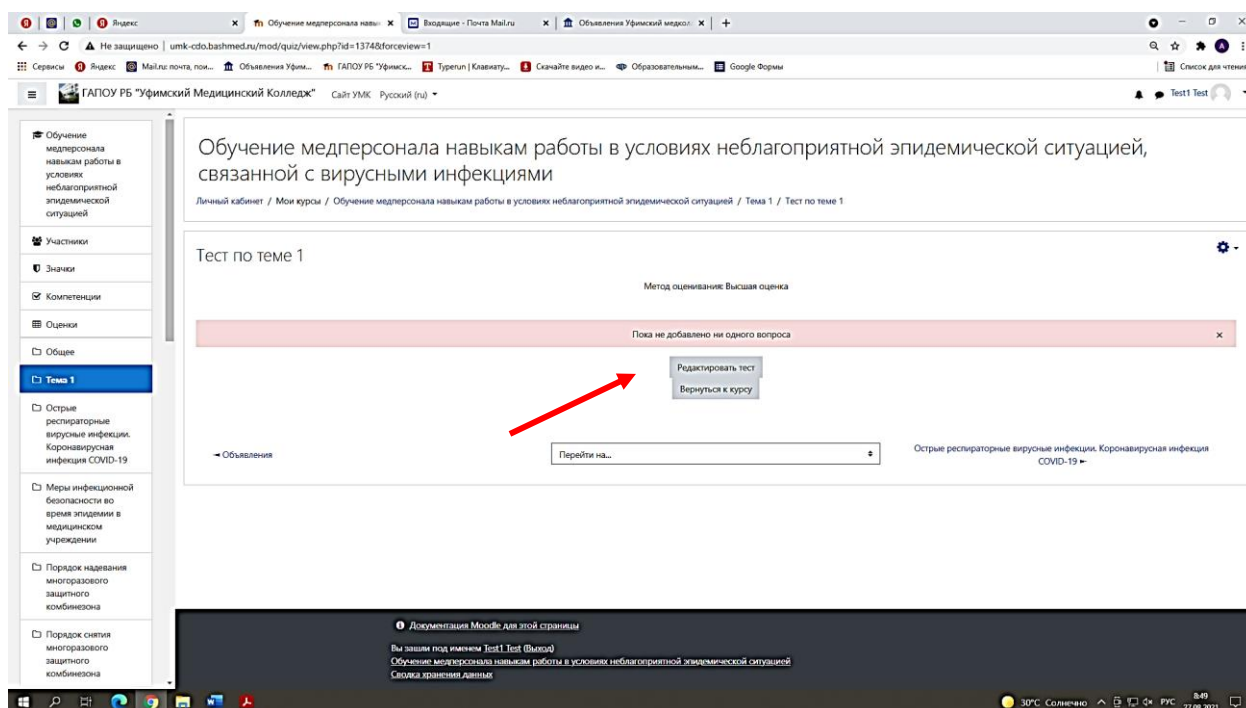 Яндекс
Обучение медперсонала навык
Входящие - Почта Mail.ru
Объявления Уфимский медкол
Не защищено | umk-cdo.bashmed.ru/mod/quiz/view.php?id=1374&forceview=1
Сервисы Яндекс Mail.ru: почта, пои... Объявления Уфим... ГАПОУ РБ "Уфимск... Typerun | Клавиату... Скачайте видео и... Образовательным... Google Формы Список для чтения
ГАПОУ РБ "Уфимский Медицинский Колледж" Сайт УМК Русский (ru) Test1 Test
Обучение
медперсонала
навыкам работы в
условиях
неблагоприятной
эпидемической
ситуацией
Участники
Значки
Компетенции
Оценки
Общее
Тема 1
Острые
респираторные
вирусные инфекции.
Коронавирусная
инфекция COVID-19
Меры инфекционной
безопасности во
время эпидемии в
медицинском
учреждении
Порядок надевания
многоразового
защитного
комбинезона
Порядок снятия
многоразового
защитного
комбинезона
Обучение медперсонала навыкам работы в условиях неблагоприятной эпидемической ситуацией,
связанной с вирусными инфекциями
Личный кабинет / Мои курсы / Обучение медперсонала навыкам работы в условиях неблагоприятной эпидемической ситуацией / Тема 1 / Тест по теме 1
Тест по теме 1
Метод оценивания: Высшая оценка
Пока не добавлено ни одного вопроса
Редактировать тест
Вернуться к курсу
◄ Объявления
Перейти на...
Острые респираторные вирусные инфекции. Коронавирусная инфекция
COVID-19 ►
Документация Moodle для этой страницы
Вы зашли под именем Test1 Test (Выход)
Обучение медперсонала навыкам работы в условиях неблагоприятной эпидемической ситуацией
Сводка хранения данных
30°C Солнечно РУС
8:49
27.08.2021